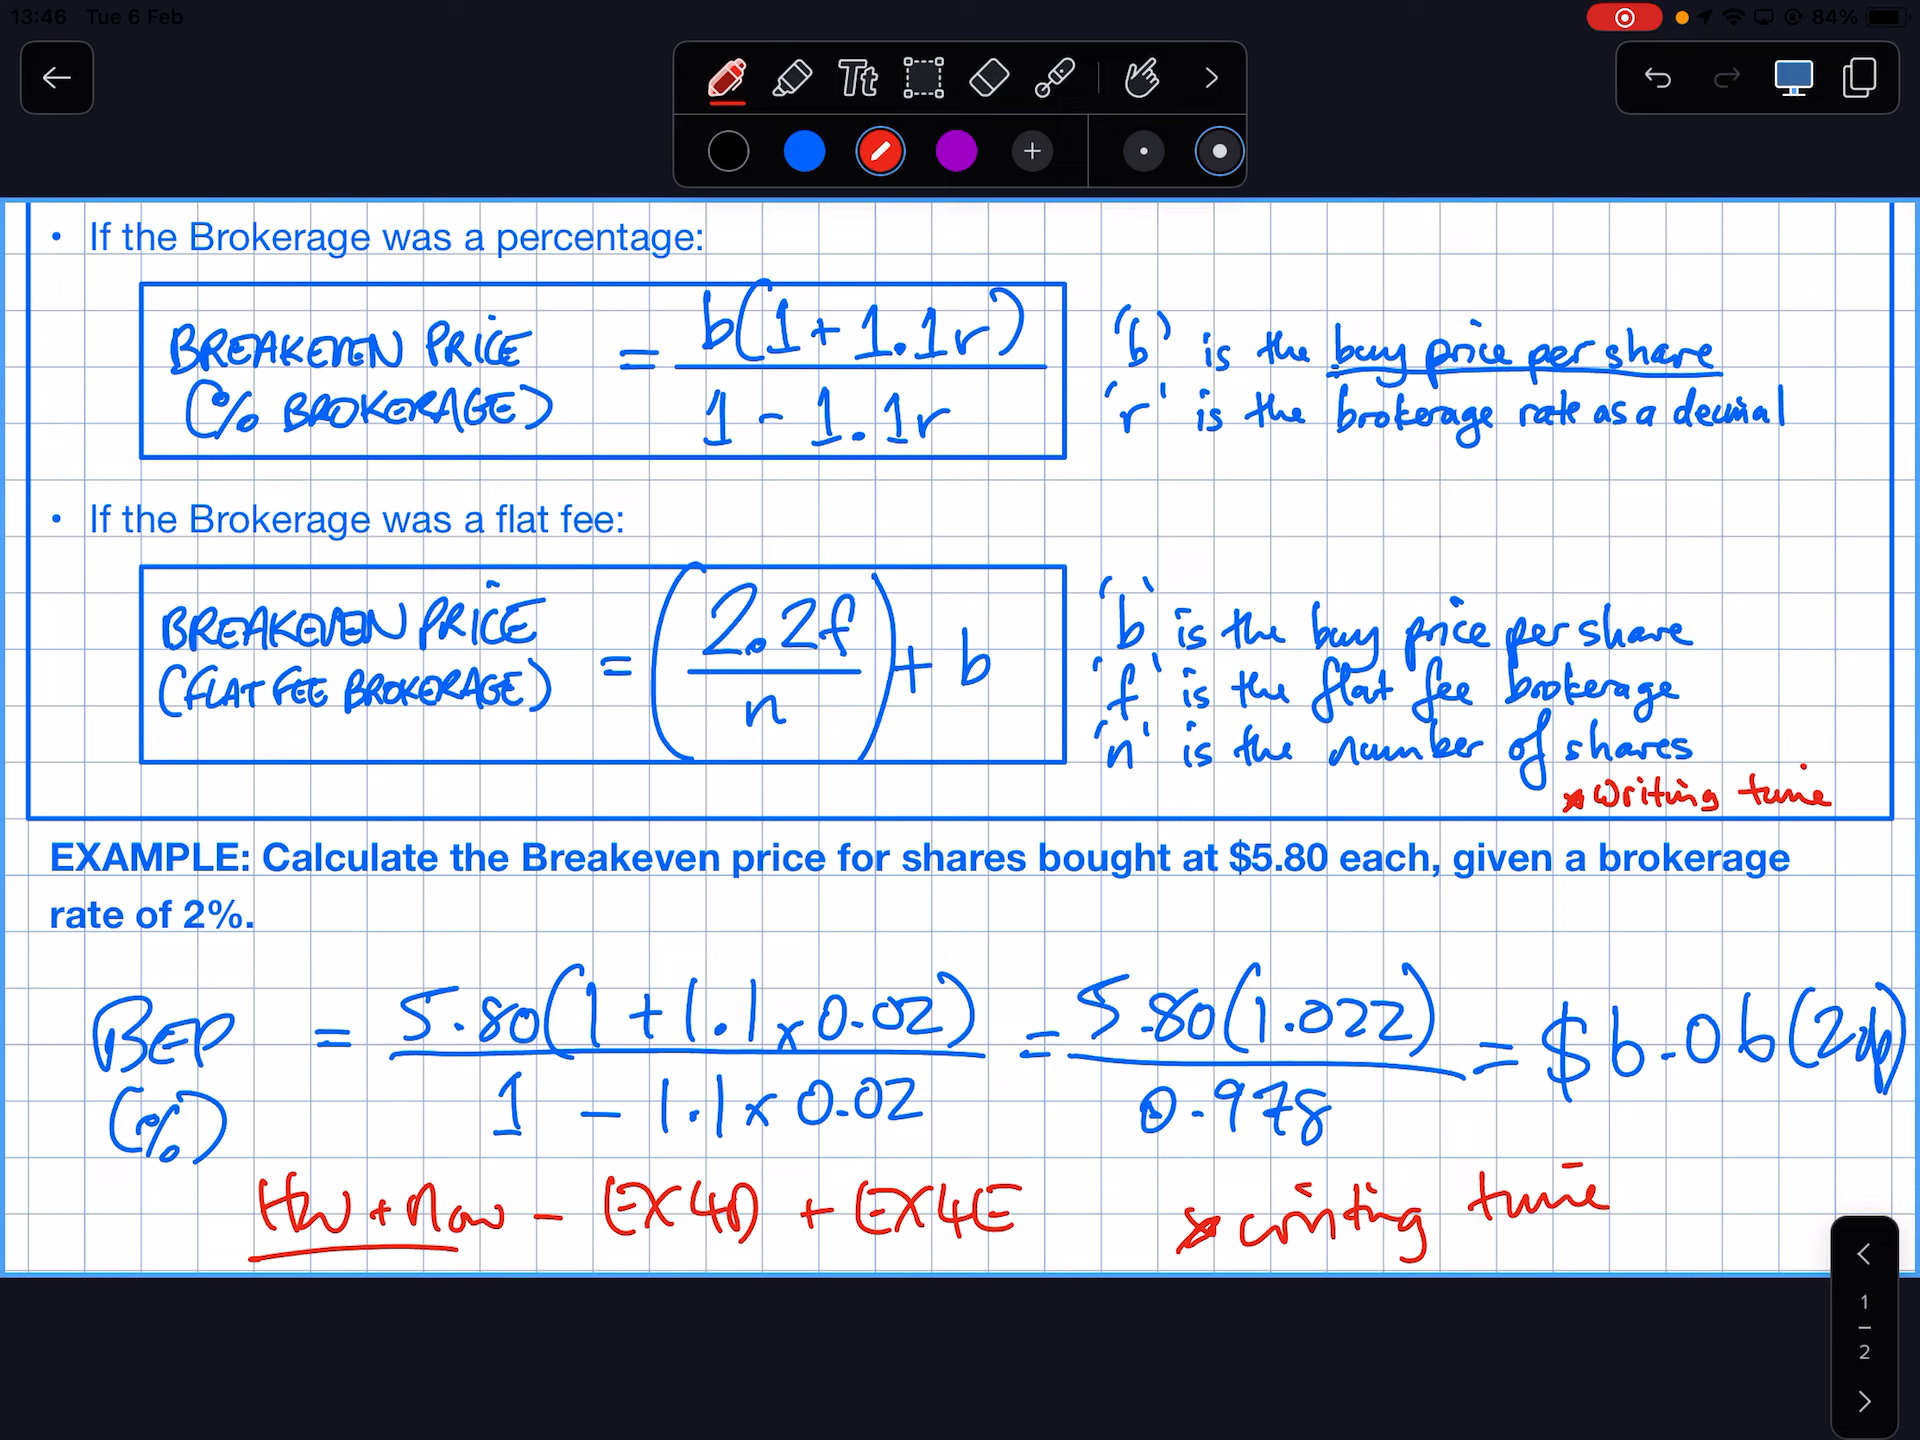 13:46 Tue 6 Feb
84%
Tt
• If the Brokerage was a percentage:
BREAKEVEN PRICE (% BROKERAGE) = b(1+1.1r) / 1 - 1.1r
'b' is the buy price per share
'r' is the brokerage rate as a decimal
• If the Brokerage was a flat fee:
BREAKEVEN PRICE (FLAT FEE BROKERAGE) = (2.2f / n) + b
'b' is the buy price per share
'f' is the flat fee brokerage
'n' is the number of shares
* writing time
EXAMPLE: Calculate the Breakeven price for shares bought at $5.80 each, given a brokerage
rate of 2%.
BEP (%) = 5.80(1 + 1.1 x 0.02) / 1 - 1.1 x 0.02 = 5.80(1.022) / 0.978 = $6.06 (2dp)
HW + Now - EX4D + EX4E * writing time
1
2